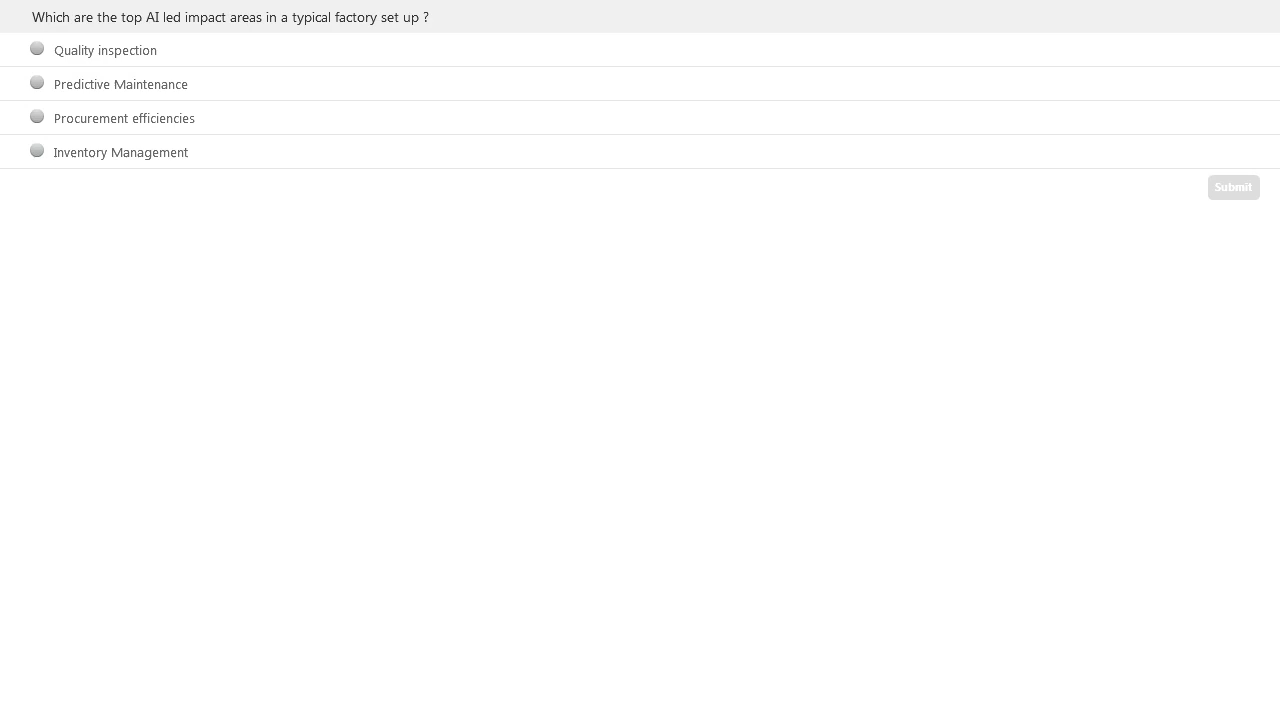 Which are the top AI led impact areas in a typical factory set up ?
Quality inspection
Predictive Maintenance
Procurement efficiencies
Inventory Management
Submit